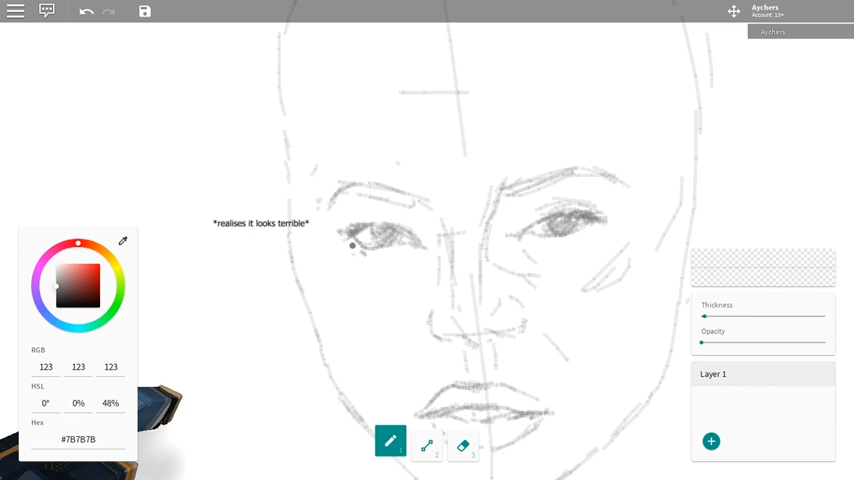 Aychers
Account: 13+
Aychers
*realises it looks terrible*
RGB
123 123 123
HSL
0° 0% 48%
Hex
#7B7B7B
Thickness
Opacity
Layer 1
1
2
3